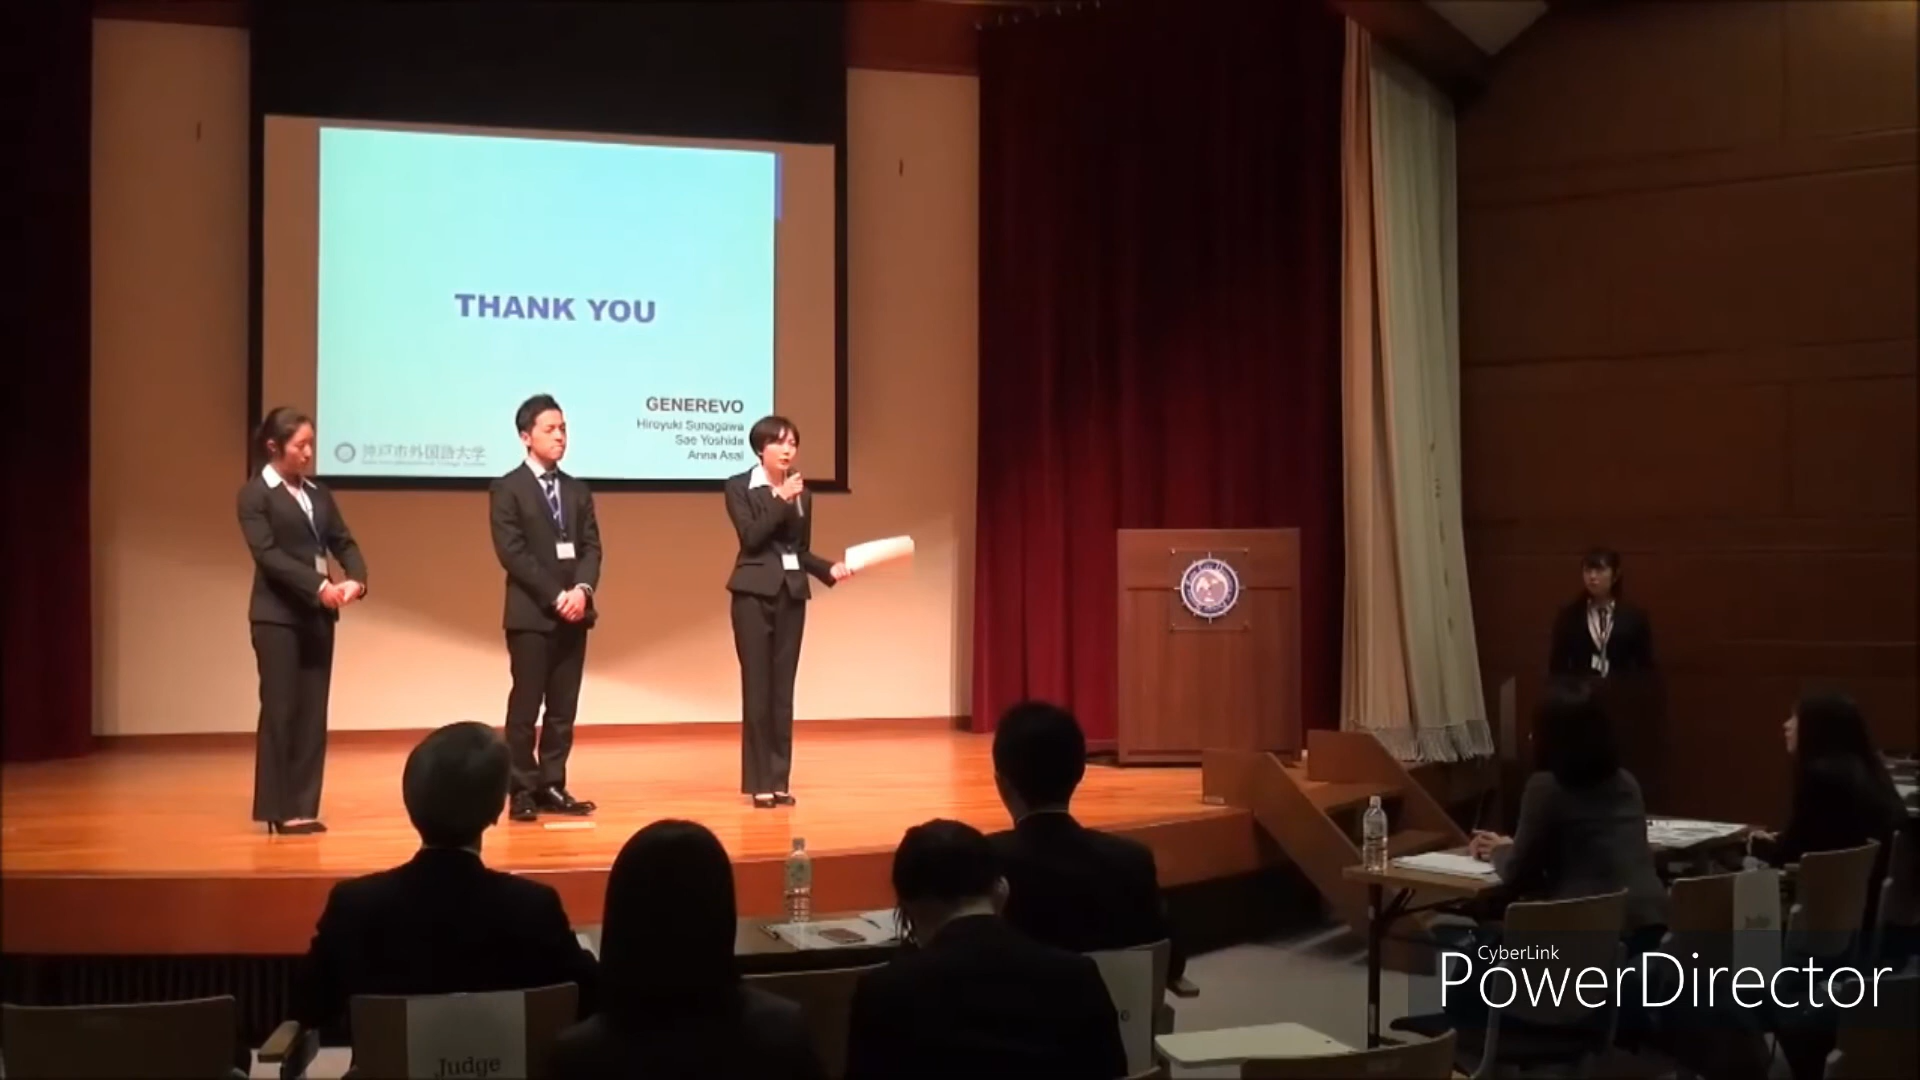 THANK YOU
GENEREVO
Hiroyuki Sunagawa
Sae Yoshida
Anna Asai
神戸市外国語大学
Judge
CyberLink
PowerDirector